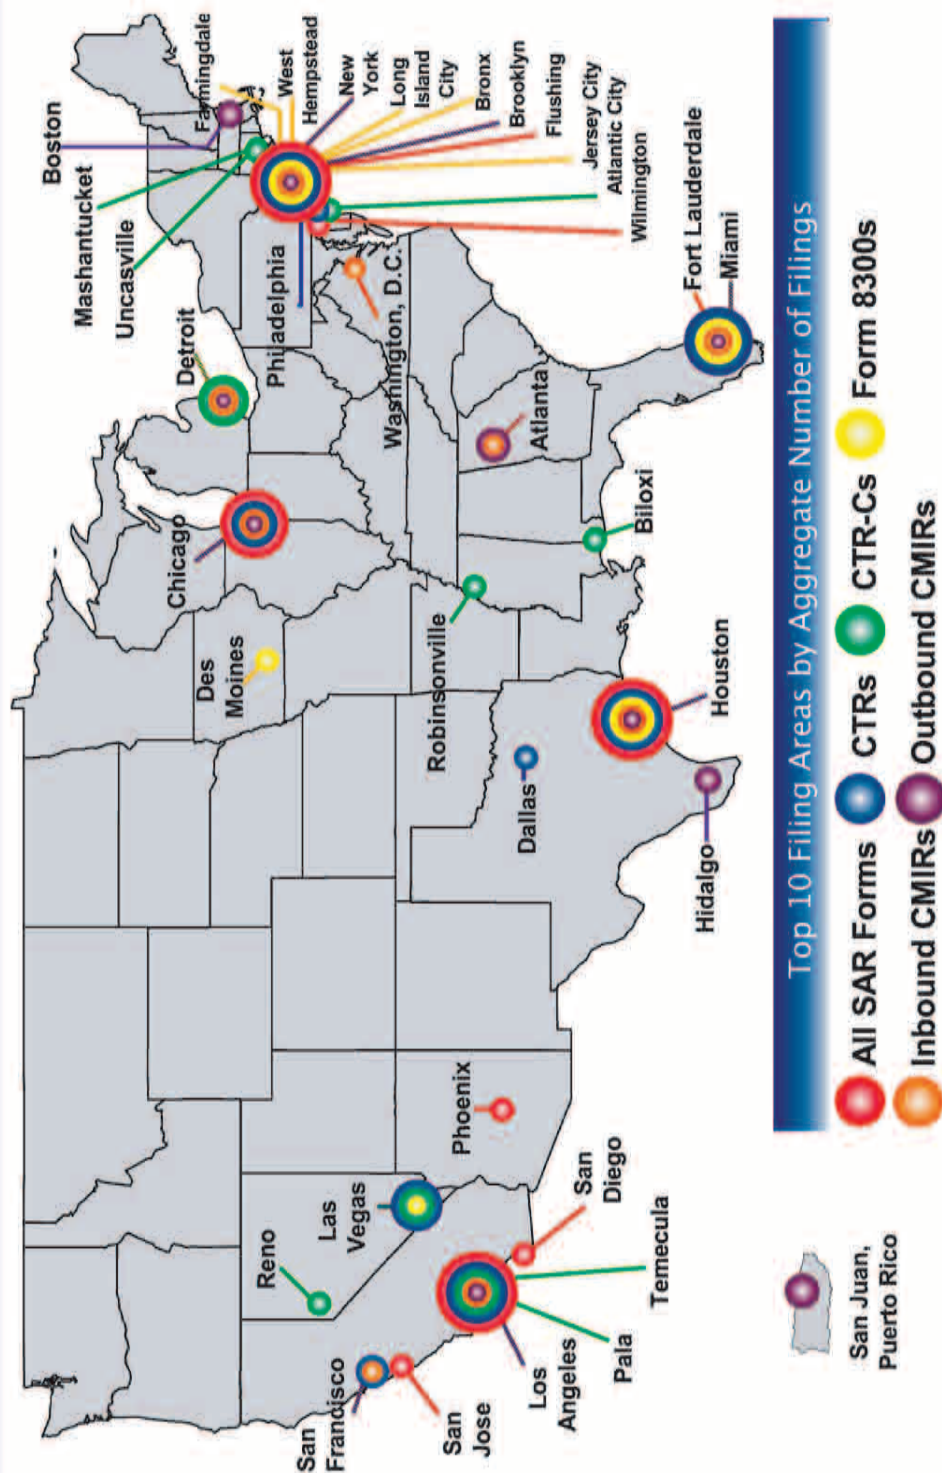 Boston
Mashantucket
Uncasville
Farmingdale
West
Hempstead
New
York
Long
Island
City
Bronx
Brooklyn
Flushing
Jersey City
Atlantic City
Wilmington
Philadelphia
Washington, D.C.
Detroit
Chicago
Des
Moines
Robinsonville
Atlanta
Biloxi
Fort Lauderdale
Miami
Dallas
Houston
Hidalgo
Phoenix
Reno
Las
Vegas
San
Francisco
San
Jose
Los
Angeles
Pala
Temecula
San
Diego
San Juan,
Puerto Rico
Top 10 Filing Areas by Aggregate Number of Filings
All SAR Forms CTRs CTR-Cs Form 8300s
Inbound CMIRs Outbound CMIRs